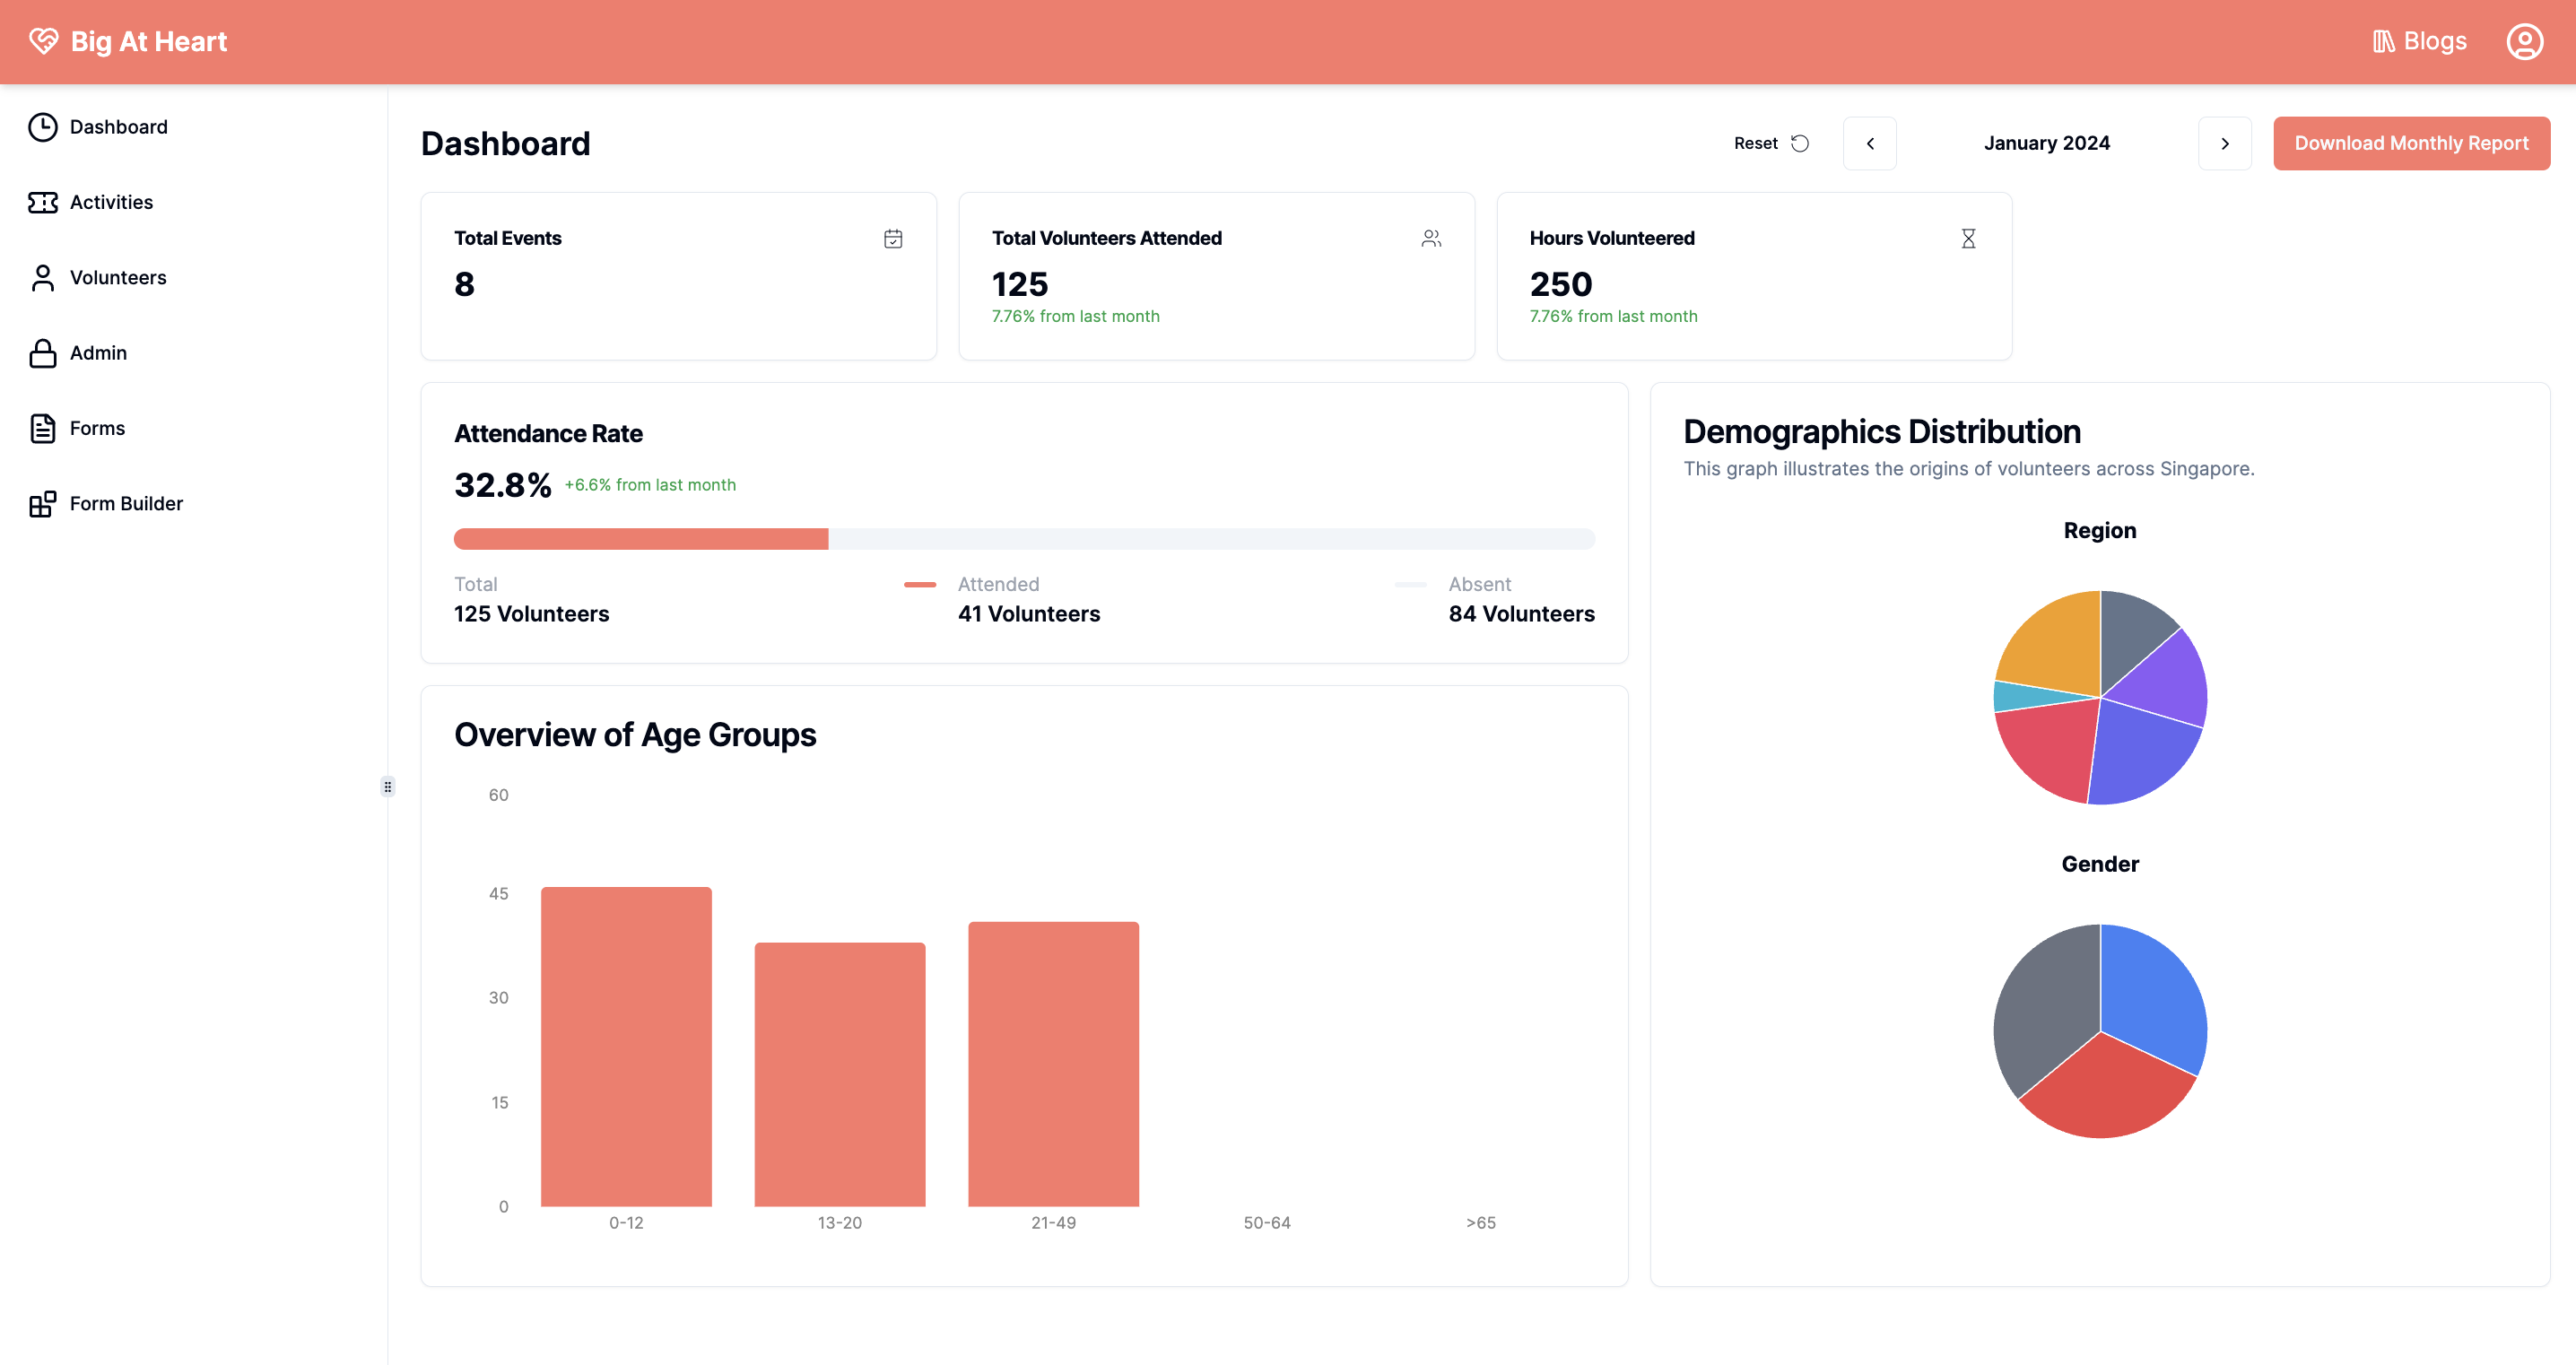 Big At Heart
Blogs
Dashboard
Activities
Volunteers
Admin
Forms
Form Builder
Dashboard
Reset
January 2024
Download Monthly Report
Total Events
8
Total Volunteers Attended
125
7.76% from last month
Hours Volunteered
250
7.76% from last month
Attendance Rate
32.8% +6.6% from last month
Total
125 Volunteers
Attended
41 Volunteers
Absent
84 Volunteers
Overview of Age Groups
60
45
30
15
0
0-12 13-20 21-49 50-64 >65
Demographics Distribution
This graph illustrates the origins of volunteers across Singapore.
Region
Gender